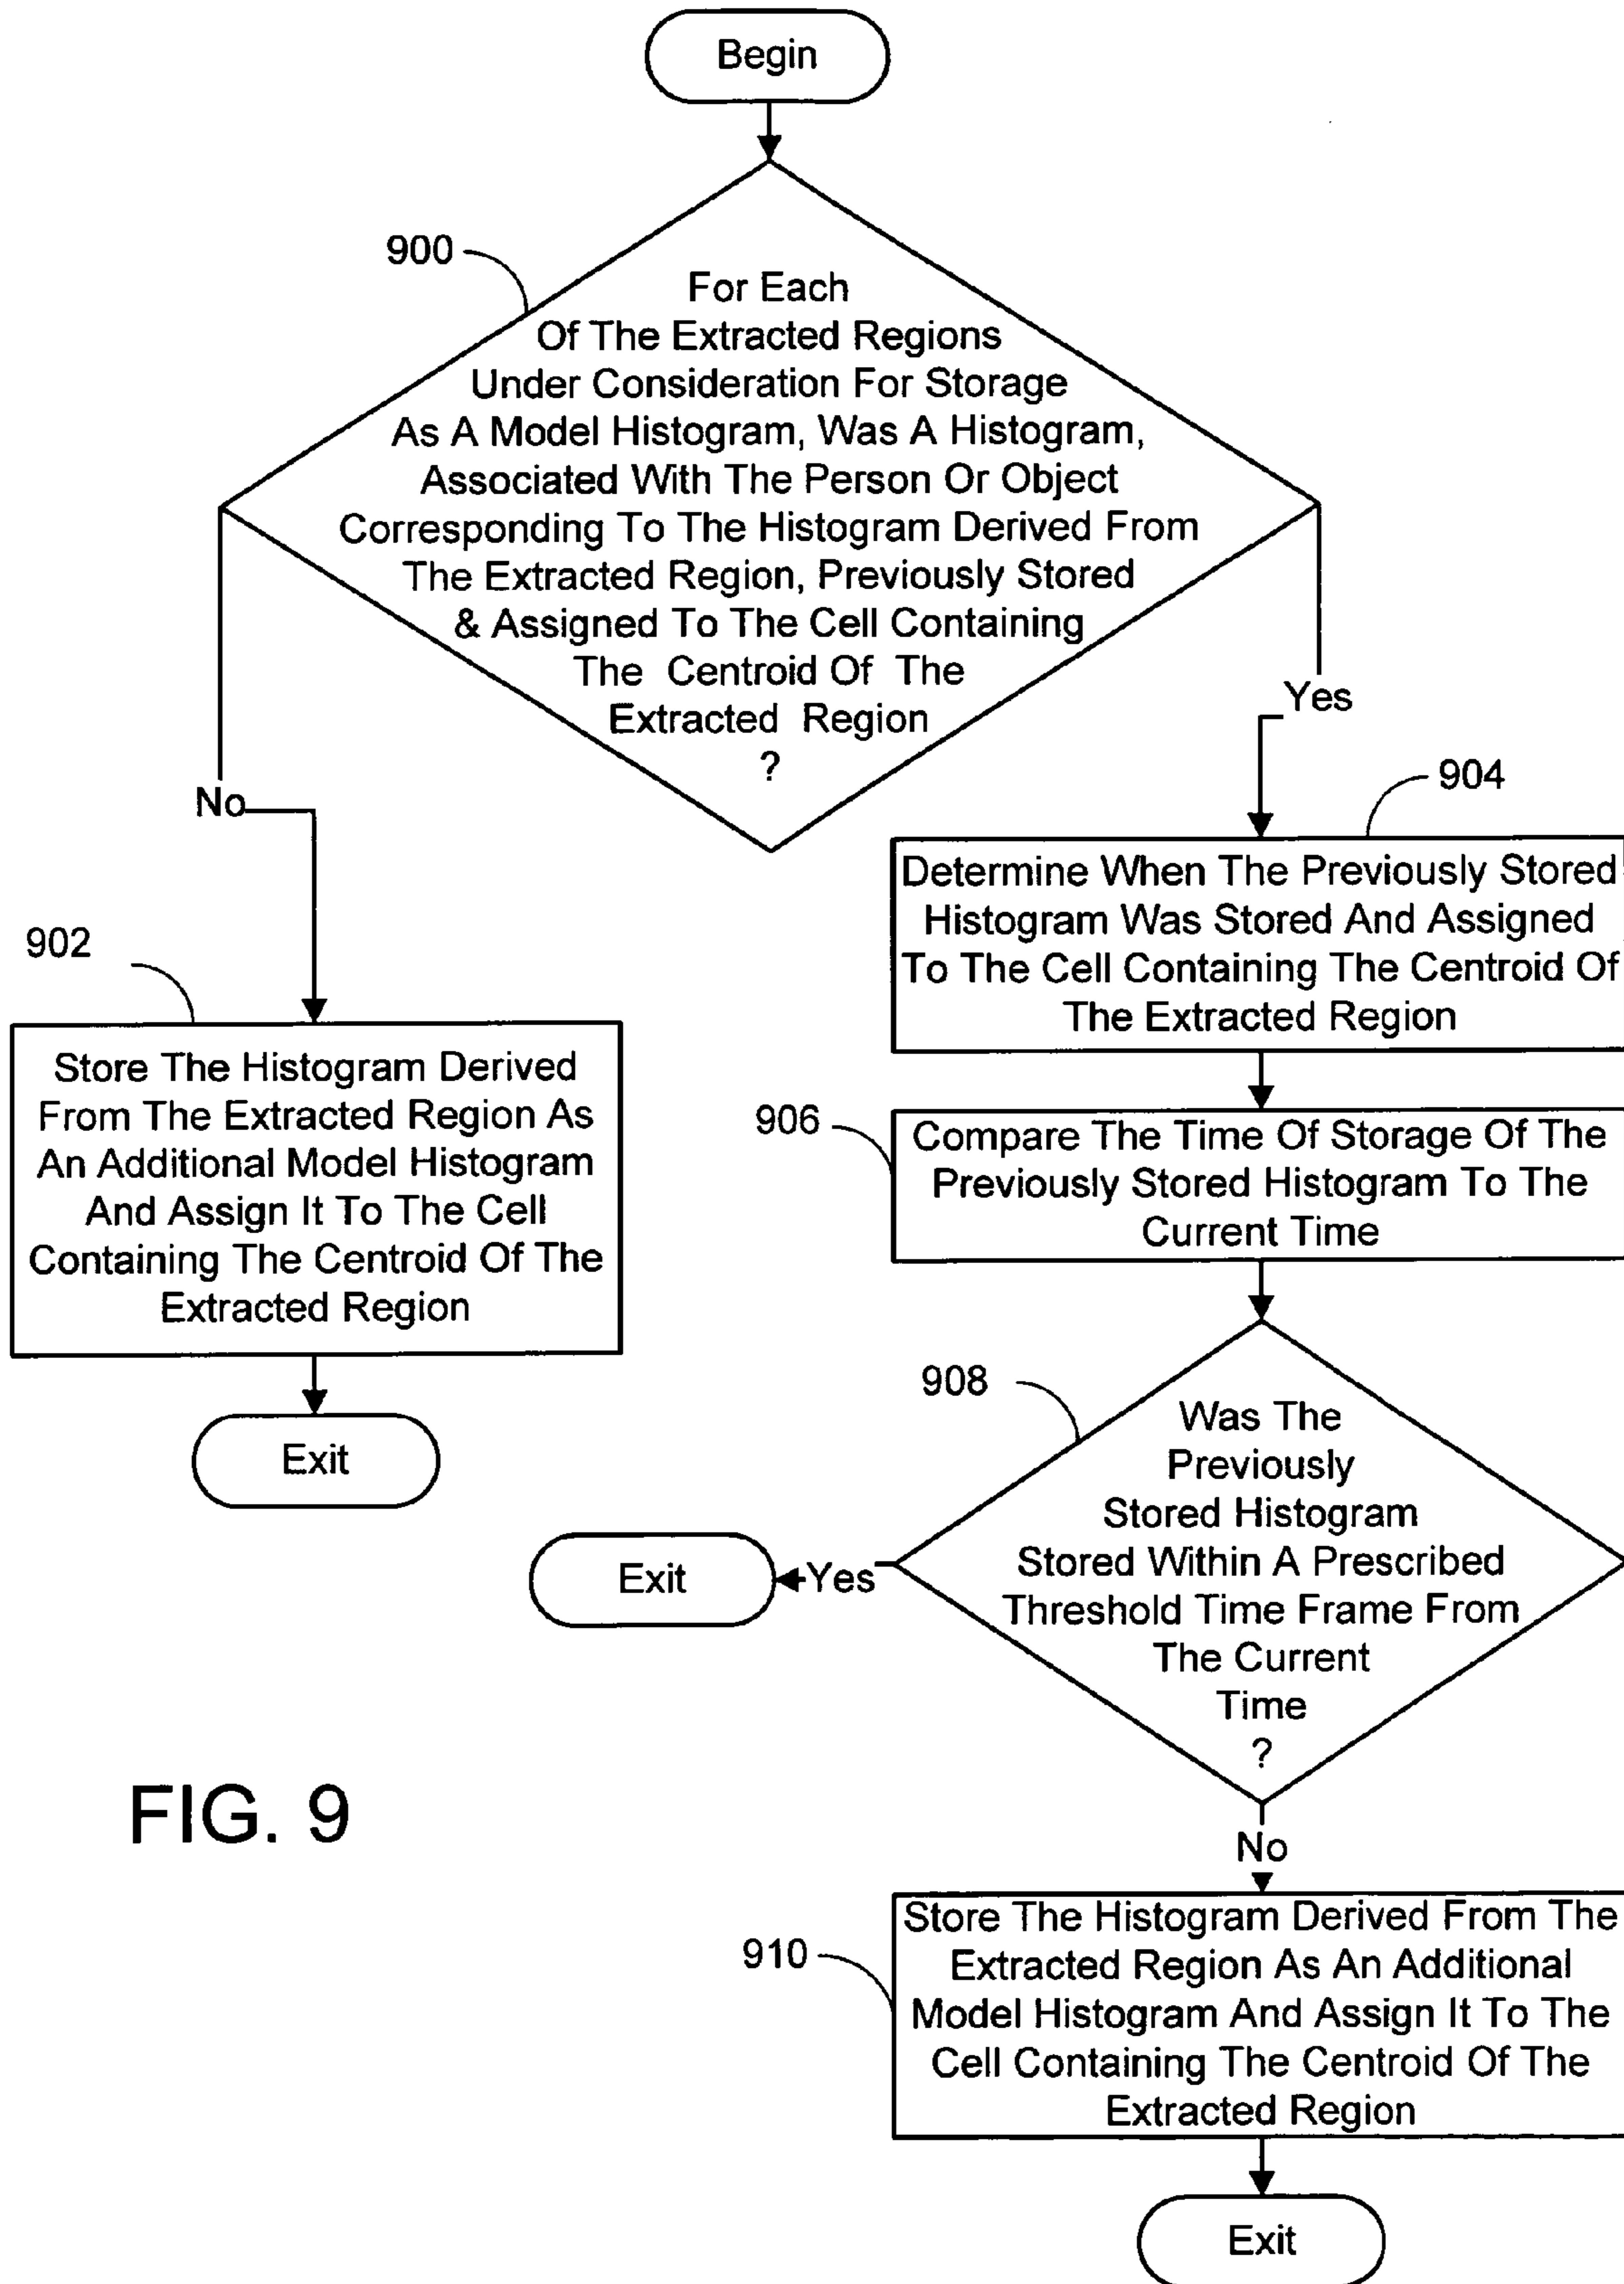 Begin
900
For Each
Of The Extracted Regions
Under Consideration For Storage
As A Model Histogram, Was A Histogram,
Associated With The Person Or Object
Corresponding To The Histogram Derived From
The Extracted Region, Previously Stored
& Assigned To The Cell Containing
The Centroid Of The
Extracted Region
?
Yes
No
904
Determine When The Previously Stored
Histogram Was Stored And Assigned
To The Cell Containing The Centroid Of
The Extracted Region
902
Store The Histogram Derived
From The Extracted Region As
An Additional Model Histogram
And Assign It To The Cell
Containing The Centroid Of The
Extracted Region
Exit
906
Compare The Time Of Storage Of The
Previously Stored Histogram To The
Current Time
908
Was The
Previously
Stored Histogram
Stored Within A Prescribed
Threshold Time Frame From
The Current
Time
?
Yes
Exit
No
910
Store The Histogram Derived From The
Extracted Region As An Additional
Model Histogram And Assign It To The
Cell Containing The Centroid Of The
Extracted Region
Exit
FIG. 9